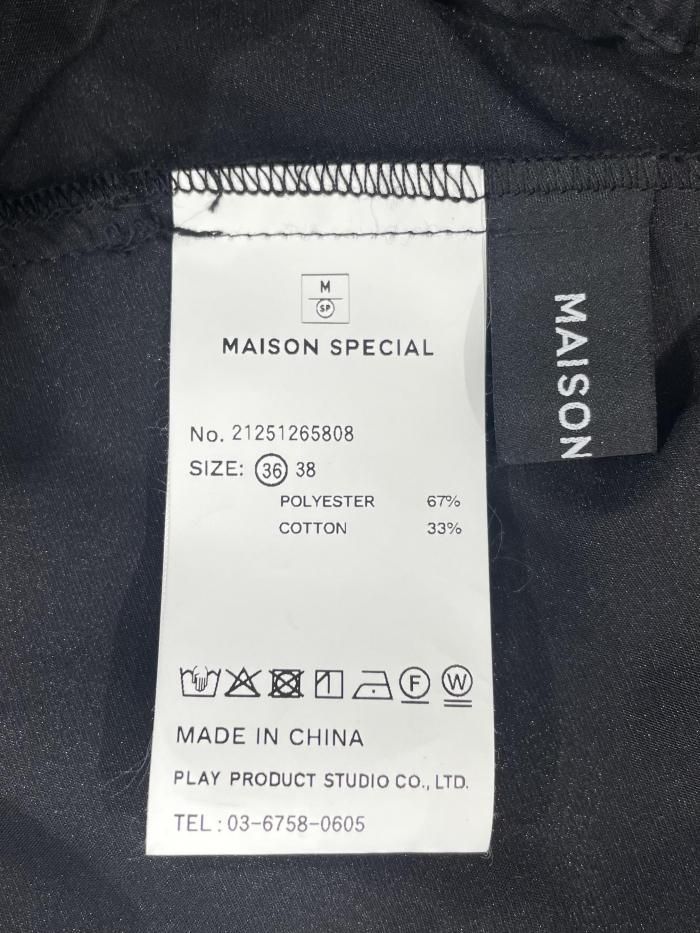 M
SP
MAISON SPECIAL
No. 21251265808
SIZE: 36 38
POLYESTER 67%
COTTON 33%
F W
MADE IN CHINA
PLAY PRODUCT STUDIO CO., LTD.
TEL : 03-6758-0605
MAISON